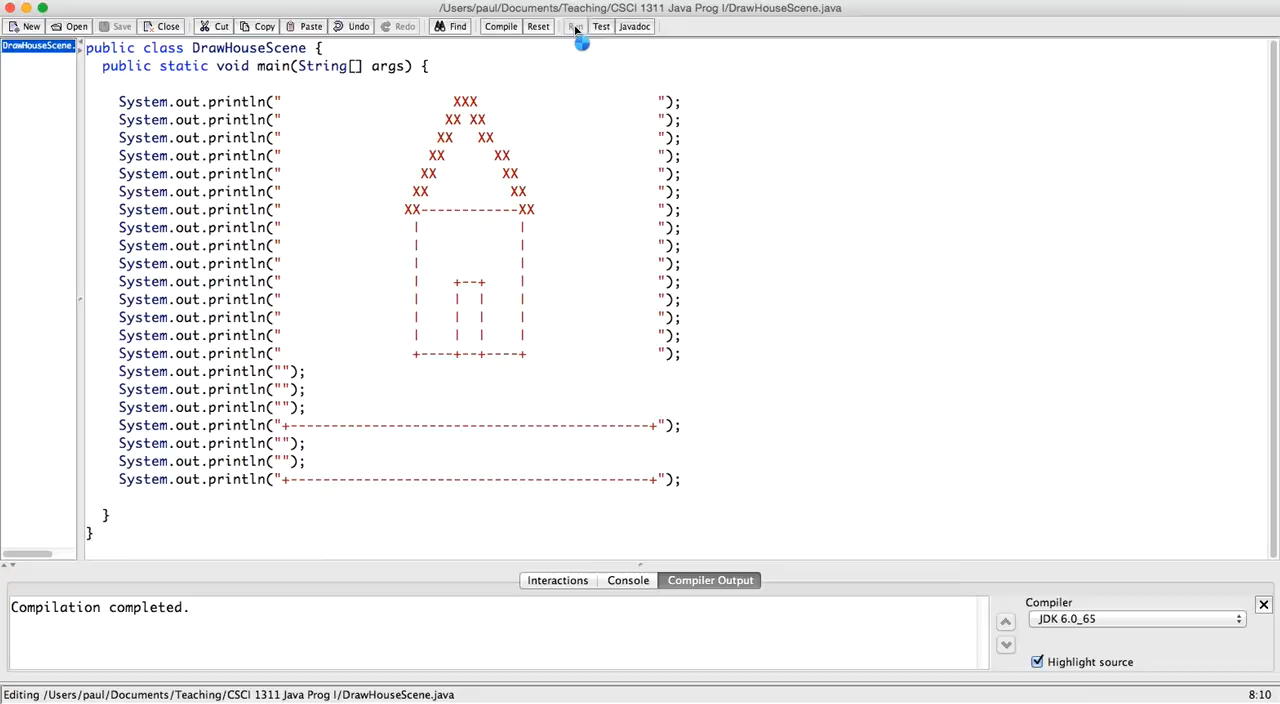 /Users/paul/Documents/Teaching/CSCI 1311 Java Prog I/DrawHouseScene.java
New Open Save Close Cut Copy Paste Undo Redo Find Compile Reset Run Test Javadoc
DrawHouseScene.
public class DrawHouseScene {
  public static void main(String[] args) {
    System.out.println("                     XXX                      ");
    System.out.println("                    XX XX                     ");
    System.out.println("                   XX   XX                    ");
    System.out.println("                  XX      XX                  ");
    System.out.println("                 XX        XX                 ");
    System.out.println("                XX          XX                ");
    System.out.println("               XX------------XX               ");
    System.out.println("                |            |                ");
    System.out.println("                |            |                ");
    System.out.println("                |            |                ");
    System.out.println("                |    +--+    |                ");
    System.out.println("                |    |  |    |                ");
    System.out.println("                |    |  |    |                ");
    System.out.println("                |    |  |    |                ");
    System.out.println("                +----+--+----+                ");
    System.out.println("");
    System.out.println("");
    System.out.println("");
    System.out.println("+--------------------------------------------+");
    System.out.println("");
    System.out.println("");
    System.out.println("+--------------------------------------------+");
  }
}
Interactions Console Compiler Output
Compilation completed.
Compiler
JDK 6.0_65
Highlight source
Editing /Users/paul/Documents/Teaching/CSCI 1311 Java Prog I/DrawHouseScene.java
8:10